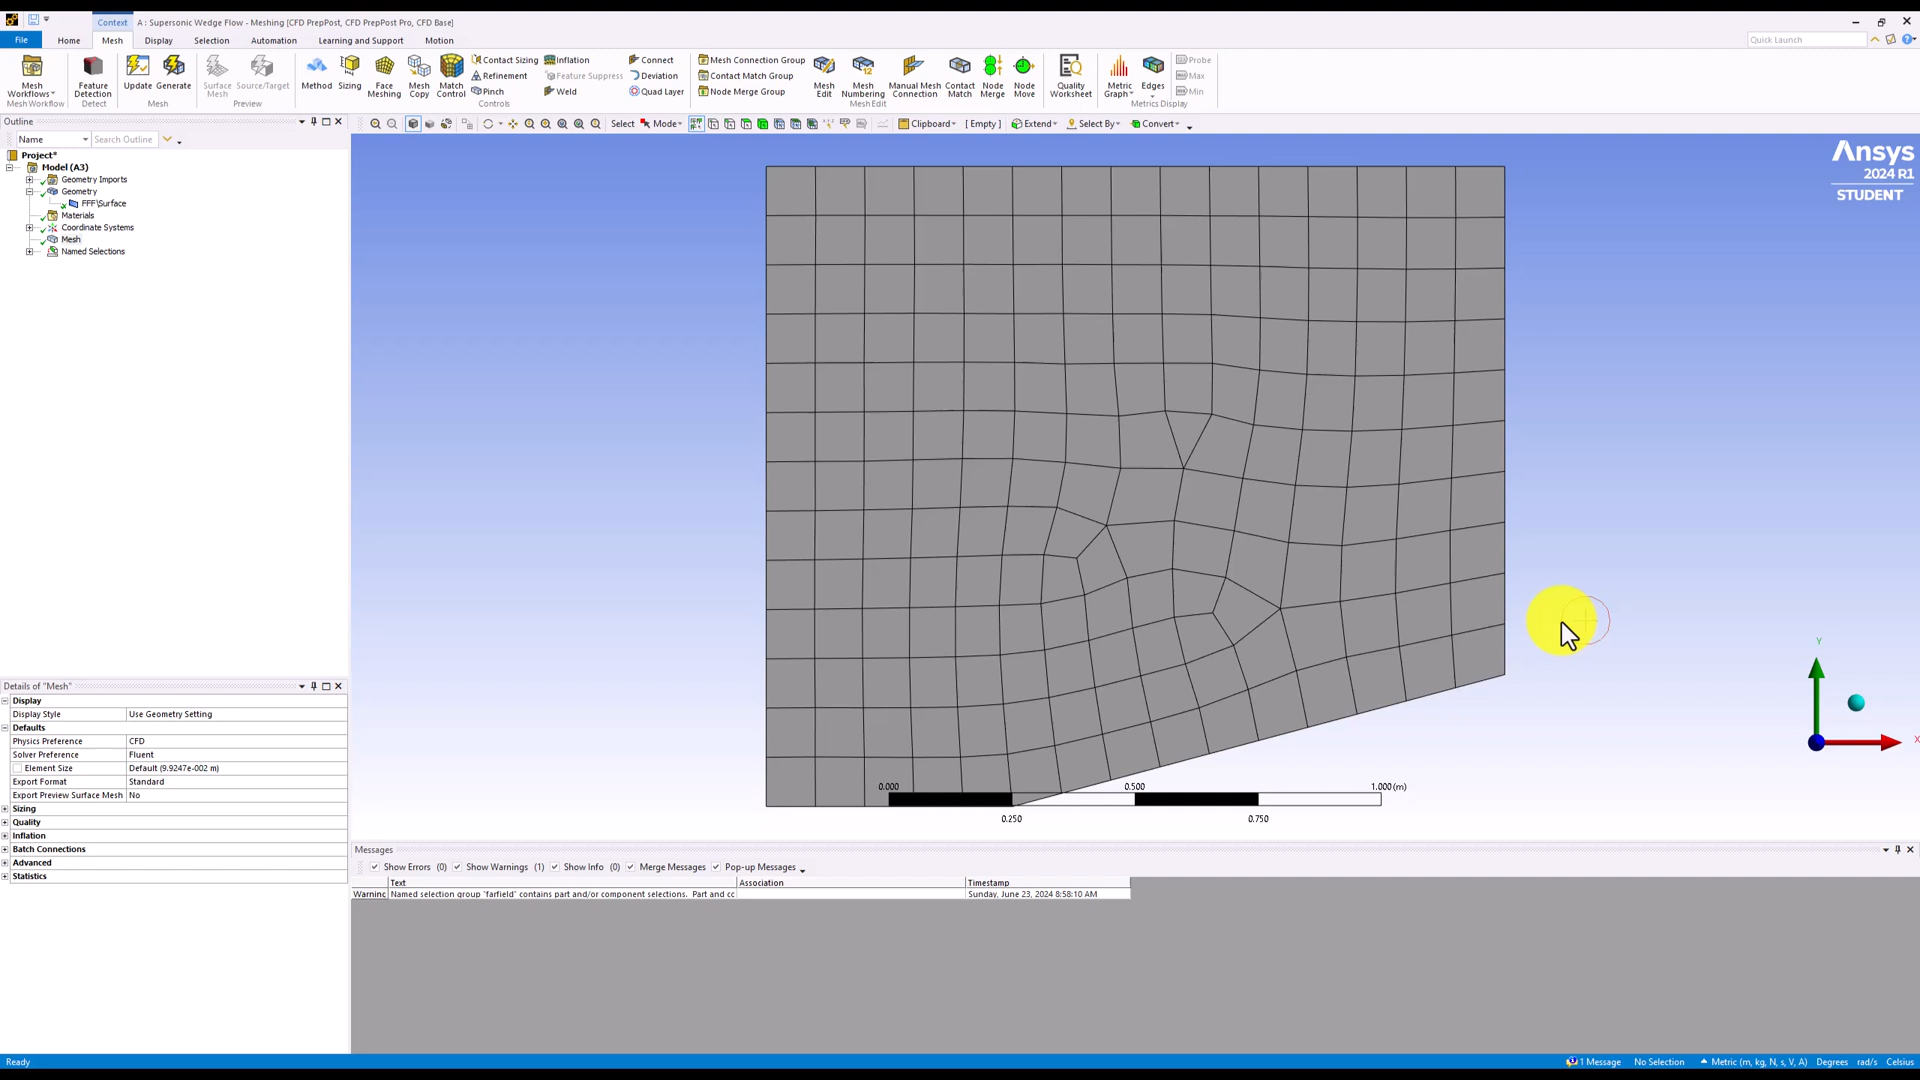 Context
A : Supersonic Wedge Flow - Meshing [CFD PrepPost, CFD PrepPost Pro, CFD Base]
File Home Mesh Display Selection Automation Learning and Support Motion
Quick Launch
Mesh Workflows
Mesh Workflow
Feature Detection
Detect
Update Generate
Mesh
Surface Mesh Source/Target
Preview
Method Sizing Face Meshing Mesh Copy Match Control
Contact Sizing Inflation Connect
Refinement Feature Suppress Deviation
Pinch Weld Quad Layer
Controls
Mesh Connection Group
Contact Match Group
Node Merge Group
Mesh Edit Mesh Numbering Manual Mesh Connection Contact Match Node Merge Node Move
Mesh Edit
Quality Worksheet
Metric Graph Edges
Probe
Max
Min
Metrics Display
Outline
Name Search Outline
Select Mode Clipboard [ Empty ] Extend Select By Convert
Project*
Model (A3)
Geometry Imports
Geometry
FFF\Surface
Materials
Coordinate Systems
Mesh
Named Selections
Ansys
2024 R1
STUDENT
Y
X
0.000 0.500 1.000 (m)
0.250 0.750
Details of "Mesh"
Display
Display Style Use Geometry Setting
Defaults
Physics Preference CFD
Solver Preference Fluent
Element Size Default (9.9247e-002 m)
Export Format Standard
Export Preview Surface Mesh No
Sizing
Quality
Inflation
Batch Connections
Advanced
Statistics
Messages
Show Errors (0) Show Warnings (1) Show Info (0) Merge Messages Pop-up Messages
Text Association Timestamp
Warninc Named selection group 'farfield' contains part and/or component selections. Part and cc Sunday, June 23, 2024 8:58:10 AM
Ready
1 Message No Selection Metric (m, kg, N, s, V, A) Degrees rad/s Celsius